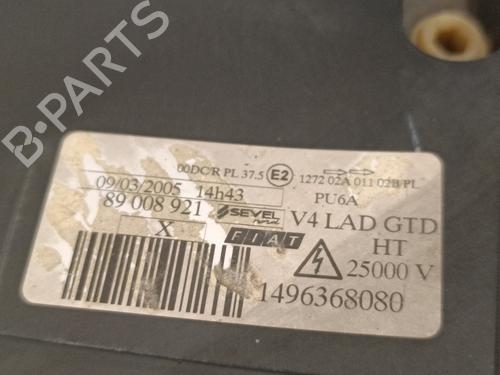 B-PARTS
00DC/R PL 37.5 E2 1272 02A 011 02B/PL
09/03/2005 14h43 PU6A
89 008 921 SEVEL nord V4 LAD GTD
X FIAT HT
25000 V
1496368080